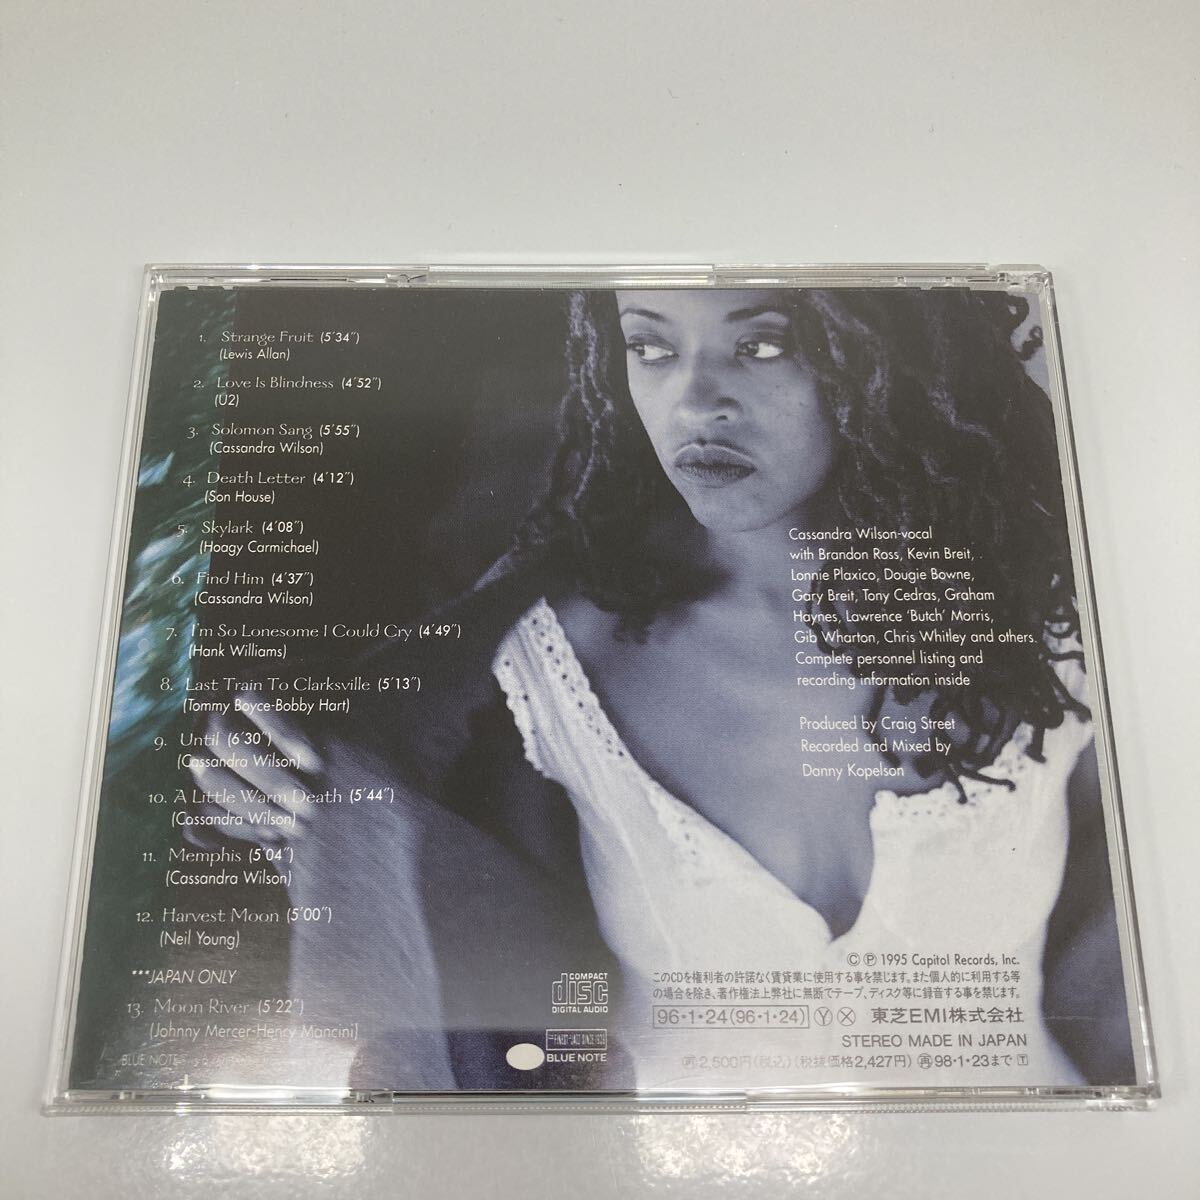 1. Strange Fruit (5'34")
(Lewis Allan)
2. Love Is Blindness (4'52")
(U2)
3. Solomon Sang (5'55")
(Cassandra Wilson)
4. Death Letter (4'12")
(Son House)
5. Skylark (4'08")
(Hoagy Carmichael)
6. Find Him (4'37")
(Cassandra Wilson)
7. I'm So Lonesome I Could Cry (4'49")
(Hank Williams)
8. Last Train To Clarksville (5'13")
(Tommy Boyce-Bobby Hart)
9. Until (6'30")
(Cassandra Wilson)
10. A Little Warm Death (5'44")
(Cassandra Wilson)
11. Memphis (5'04")
(Cassandra Wilson)
12. Harvest Moon (5'00")
(Neil Young)
***JAPAN ONLY
13. Moon River (5'22")
(Johnny Mercer-Henry Mancini)
BLUE NOTE
Cassandra Wilson-vocal
with Brandon Ross, Kevin Breit,
Lonnie Plaxico, Dougie Bowne,
Gary Breit, Tony Cedras, Graham
Haynes, Lawrence 'Butch' Morris,
Gib Wharton, Chris Whitley and others.
Complete personnel listing and
recording information inside
Produced by Craig Street
Recorded and Mixed by
Danny Kopelson
COMPACT
disc
DIGITAL AUDIO
BLUE NOTE
Ⓒ Ⓟ 1995 Capitol Records, Inc.
このCDを権利者の許諾なく賃貸業に使用する事を禁じます。また個人的に利用する等
の場合を除き、著作権法上弊社に無断でテープ、ディスク等に録音する事を禁じます。
96・1・24(96・1・24) Ⓨ Ⓧ 東芝EMI株式会社
STEREO MADE IN JAPAN
2,500円(税込)(税抜価格2,427円) 再98・1・23まで T